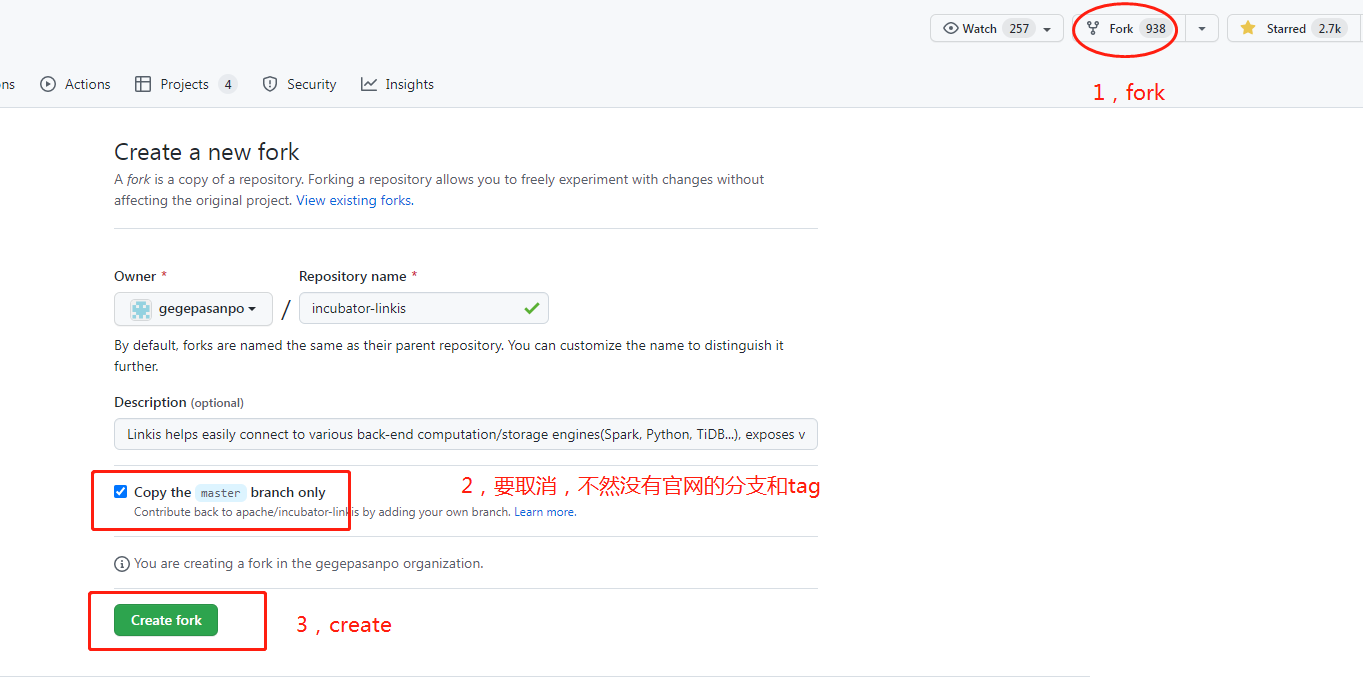 Watch 257 Fork 938 Starred 2.7k
ns Actions Projects 4 Security Insights
1，fork
Create a new fork
A fork is a copy of a repository. Forking a repository allows you to freely experiment with changes without
affecting the original project. View existing forks.
Owner * Repository name *
gegepasanpo / incubator-linkis
By default, forks are named the same as their parent repository. You can customize the name to distinguish it
further.
Description (optional)
Linkis helps easily connect to various back-end computation/storage engines(Spark, Python, TiDB...), exposes v
2，要取消，不然没有官网的分支和tag
Copy the master branch only
Contribute back to apache/incubator-linkis by adding your own branch. Learn more.
You are creating a fork in the gegepasanpo organization.
Create fork
3，create